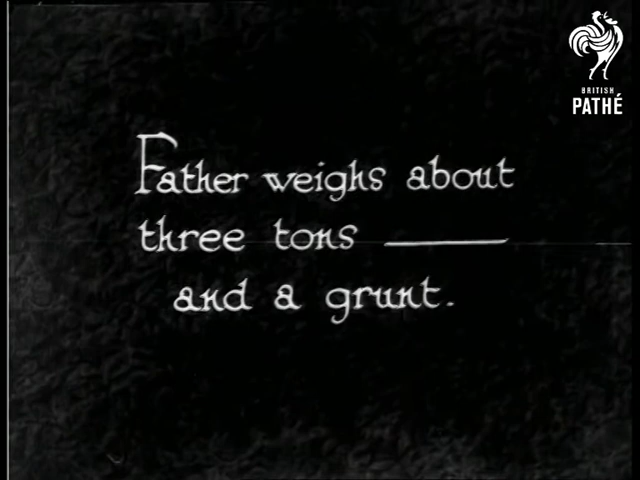 BRITISH
PATHÉ
Father weighs about
three tons —
and a grunt.